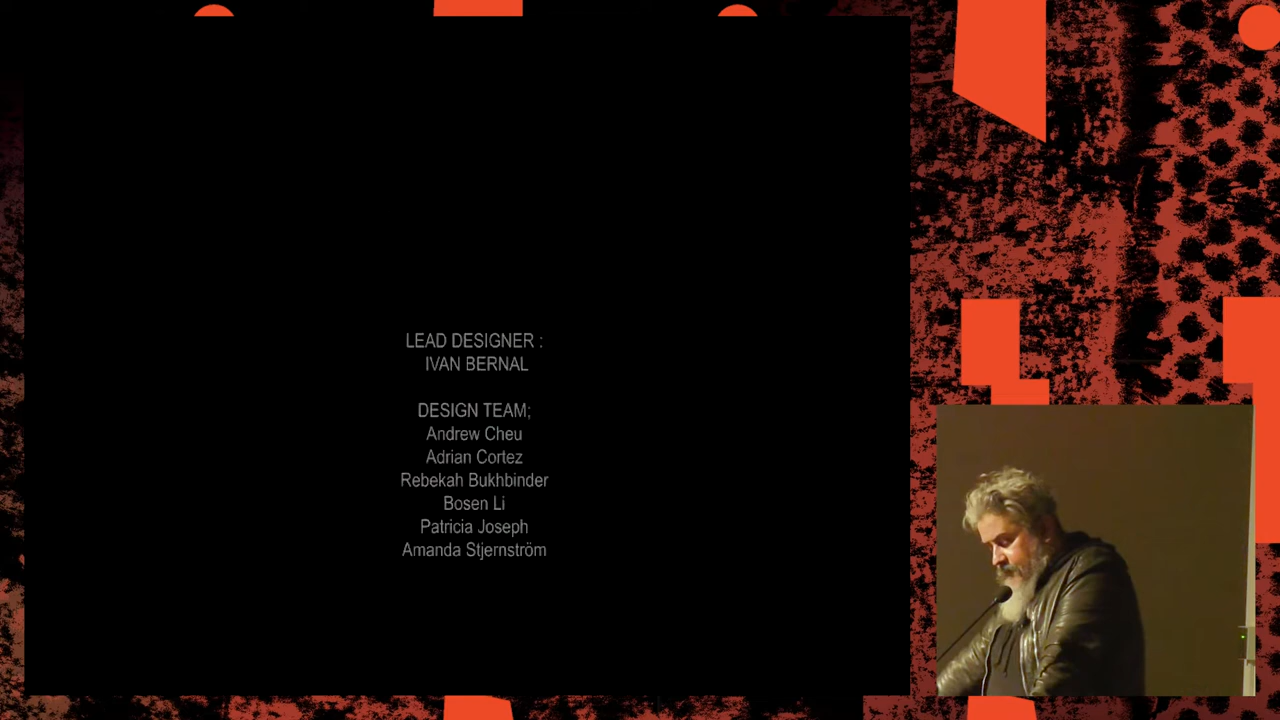 LEAD DESIGNER :
IVAN BERNAL
DESIGN TEAM;
Andrew Cheu
Adrian Cortez
Rebekah Bukhbinder
Bosen Li
Patricia Joseph
Amanda Stjernström